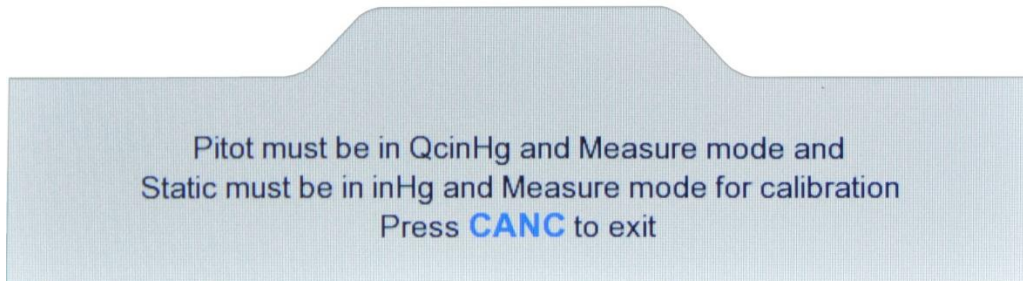 Pitot must be in QcinHg and Measure mode and
Static must be in inHg and Measure mode for calibration
Press CANC to exit